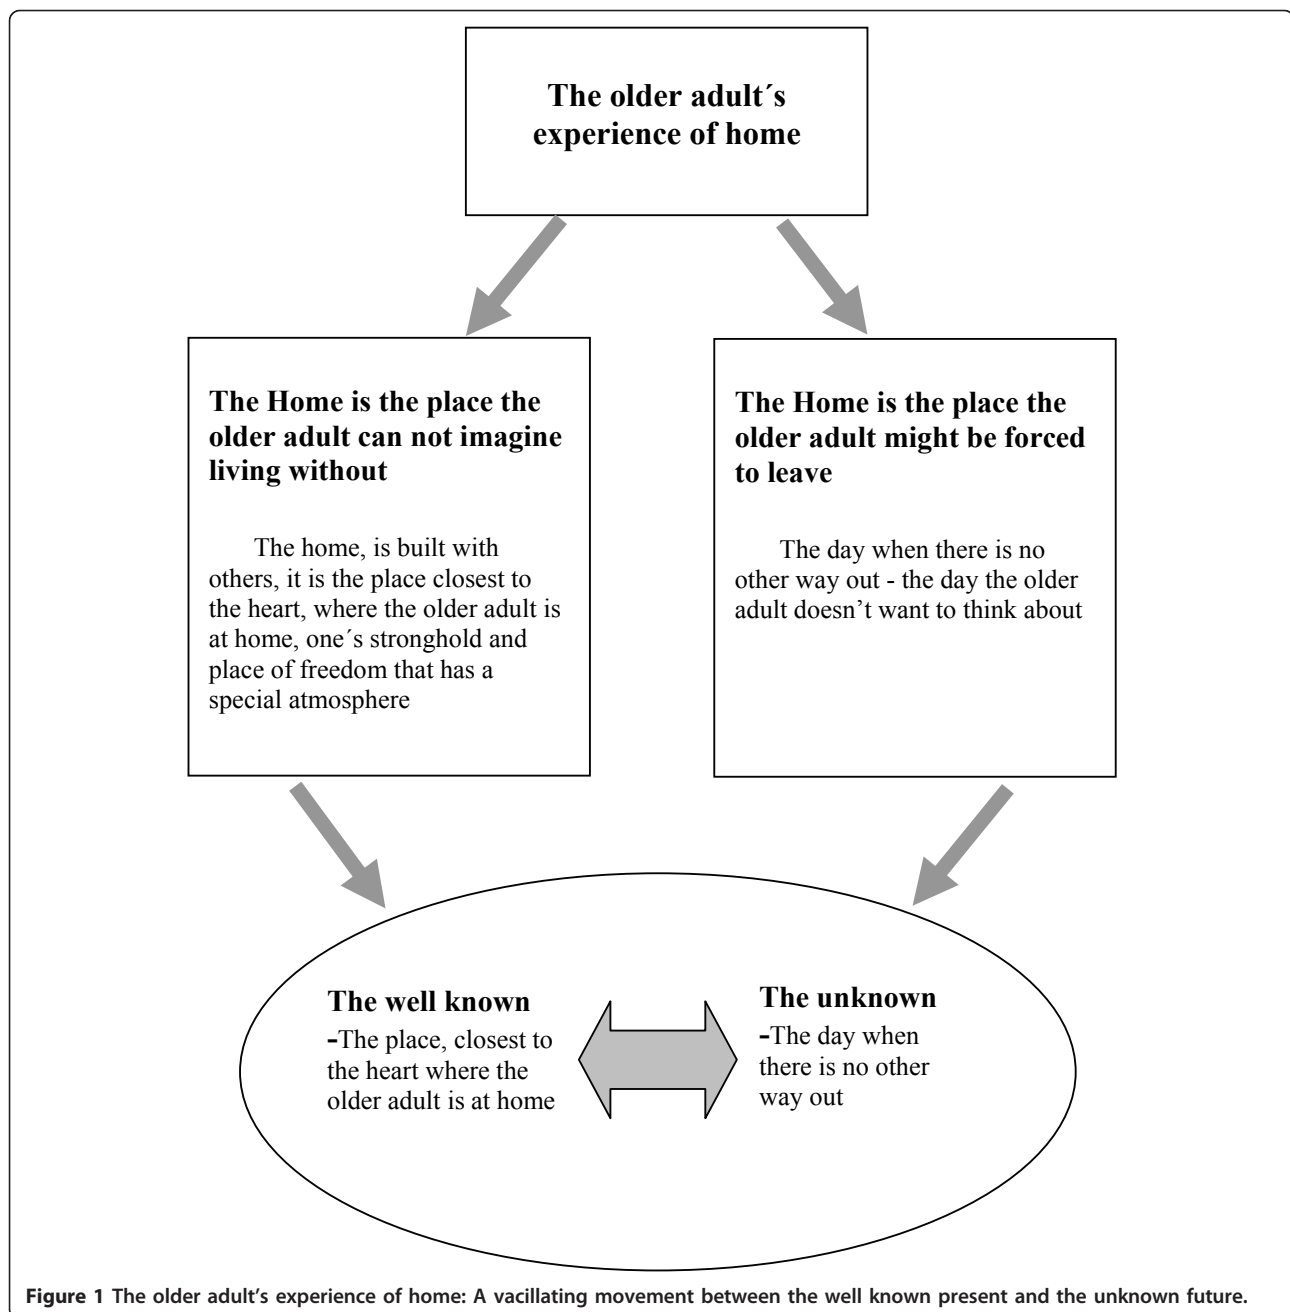 The older adult´s
experience of home
The Home is the place the
older adult can not imagine
living without
The home, is built with
others, it is the place closest to
the heart, where the older adult is
at home, one´s stronghold and
place of freedom that has a
special atmosphere
The Home is the place the
older adult might be forced
to leave
The day when there is no
other way out - the day the older
adult doesn’t want to think about
The well known
-The place, closest to
the heart where the
older adult is at home
The unknown
-The day when
there is no other
way out
Figure 1 The older adult’s experience of home: A vacillating movement between the well known present and the unknown future.